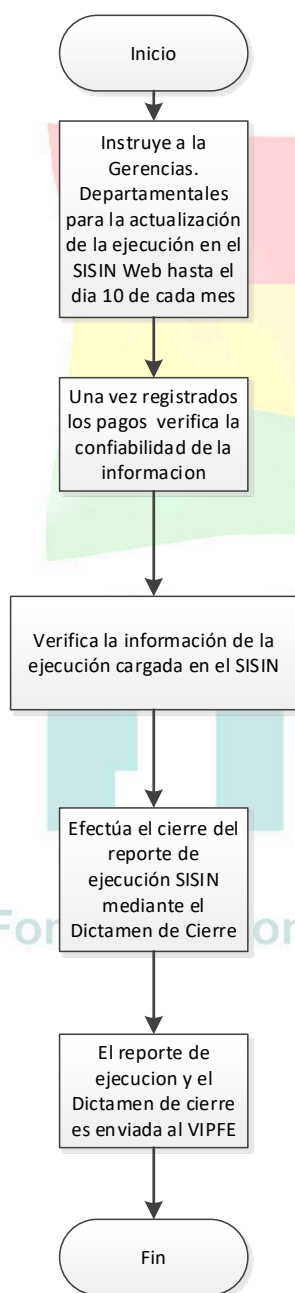 Inicio
Instruye a la
Gerencias.
Departamentales
para la actualización
de la ejecución en el
SISIN Web hasta el
dia 10 de cada mes
Una vez registrados
los pagos verifica la
confiabilidad de la
informacion
Verifica la información de la
ejecución cargada en el SISIN
Efectúa el cierre del
reporte de
ejecución SISIN
mediante el
Dictamen de Cierre
El reporte de
ejecucion y el
Dictamen de cierre
es enviada al VIPFE
Fin